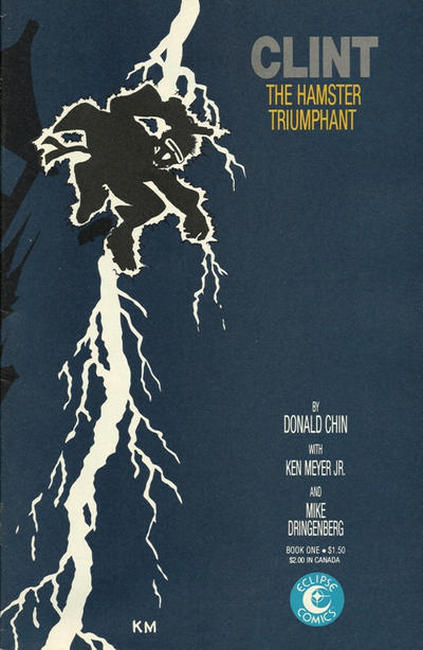 CLINT
THE HAMSTER
TRIUMPHANT
BY
DONALD CHIN
WITH
KEN MEYER JR.
AND
MIKE
DRINGENBERG
BOOK ONE • $1.50
$2.00 IN CANADA
ECLIPSE
COMICS
KM